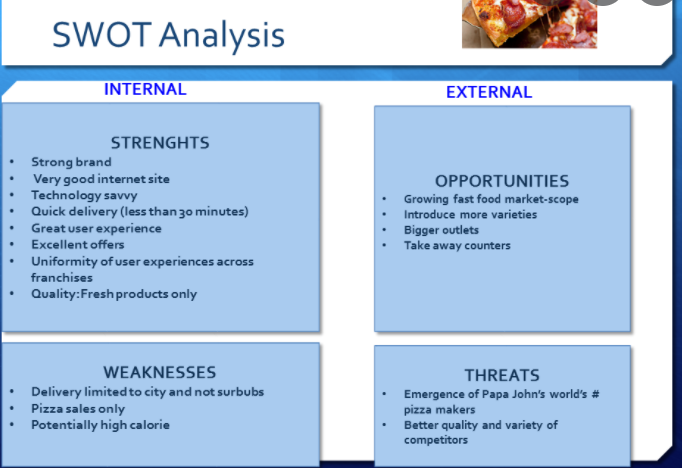 SWOT Analysis
INTERNAL
STRENGHTS
• Strong brand
• Very good internet site
• Technology savvy
• Quick delivery (less than 30 minutes)
• Great user experience
• Excellent offers
• Uniformity of user experiences across
franchises
• Quality:Fresh products only
WEAKNESSES
• Delivery limited to city and not surbubs
• Pizza sales only
• Potentially high calorie
EXTERNAL
OPPORTUNITIES
• Growing fast food market-scope
• Introduce more varieties
• Bigger outlets
• Take away counters
THREATS
• Emergence of Papa John’s world’s #
pizza makers
• Better quality and variety of
competitors